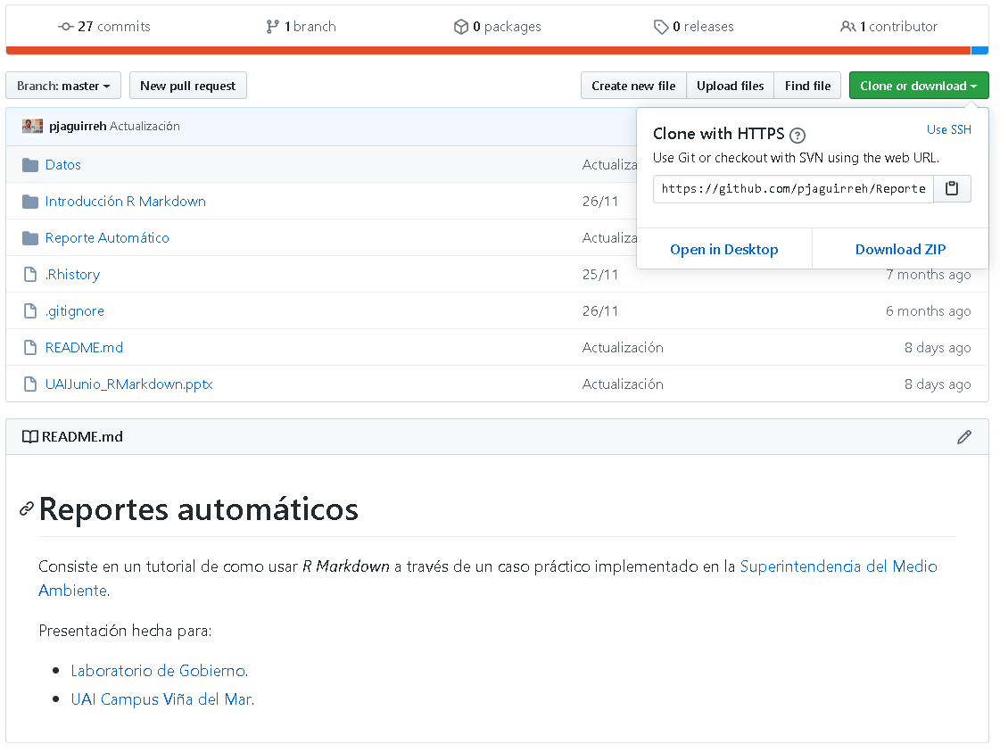 27 commits 1 branch 0 packages 0 releases 1 contributor
Branch: master New pull request Create new file Upload files Find file Clone or download
pjaguirreh Actualización
Clone with HTTPS ? Use SSH
Use Git or checkout with SVN using the web URL.
https://github.com/pjaguirreh/Reporte
Open in Desktop Download ZIP
Datos Actualiza
Introducción R Markdown 26/11
Reporte Automático Actualiza
.Rhistory 25/11 7 months ago
.gitignore 26/11 6 months ago
README.md Actualización 8 days ago
UAIJunio_RMarkdown.pptx Actualización 8 days ago
README.md
Reportes automáticos
Consiste en un tutorial de como usar R Markdown a través de un caso práctico implementado en la Superintendencia del Medio
Ambiente.
Presentación hecha para:
• Laboratorio de Gobierno.
• UAI Campus Viña del Mar.